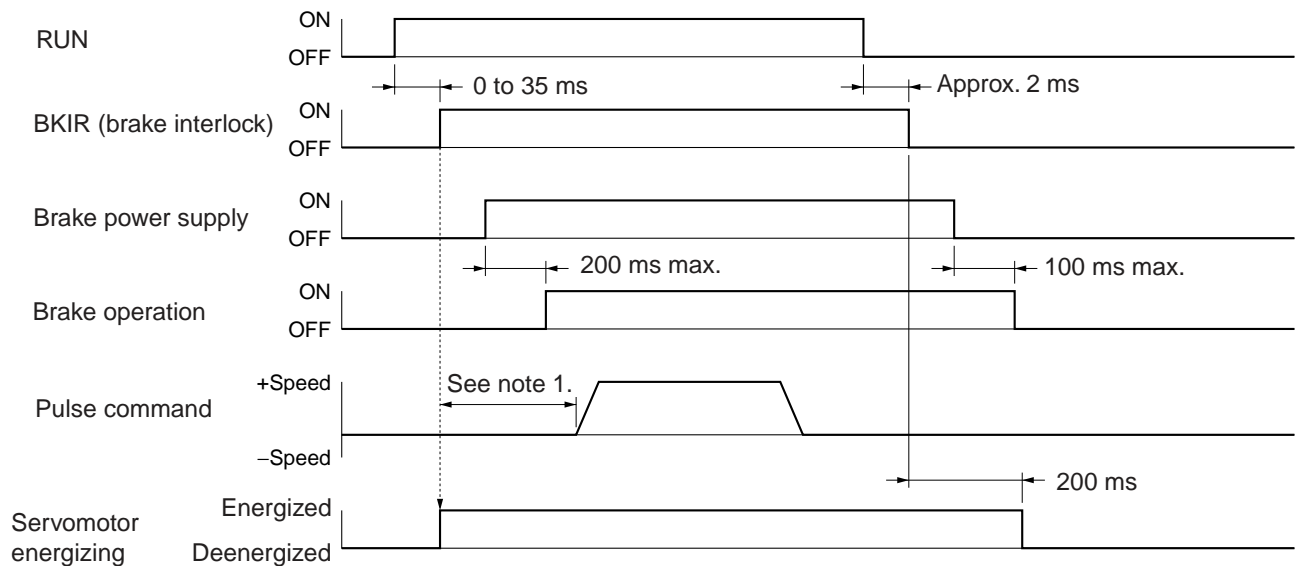 RUN
ON
OFF
0 to 35 ms
Approx. 2 ms
BKIR (brake interlock)
ON
OFF
Brake power supply
ON
OFF
200 ms max.
100 ms max.
Brake operation
ON
OFF
Pulse command
+Speed
See note 1.
−Speed
200 ms
Servomotor
energizing
Energized
Deenergized